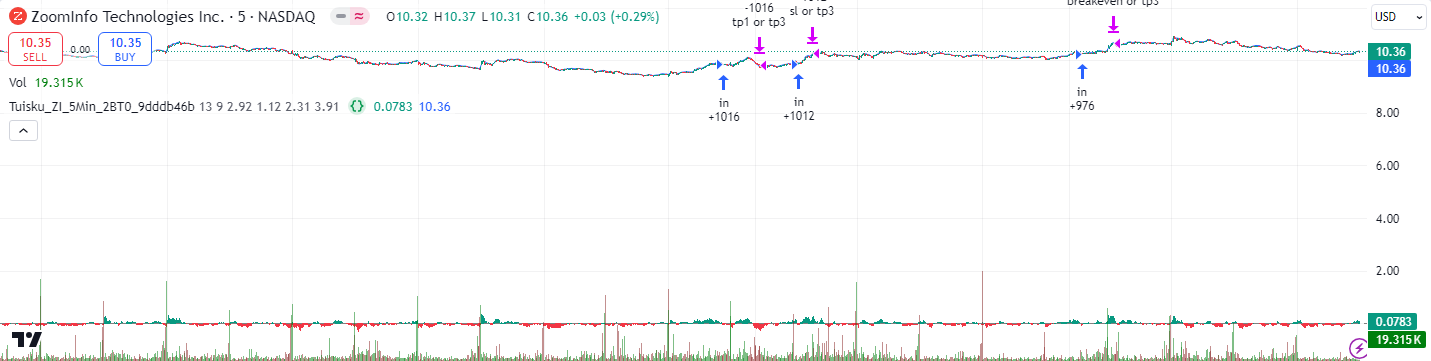 ZoomInfo Technologies Inc. · 5 · NASDAQ
O10.32 H10.37 L10.31 C10.36 +0.03 (+0.29%)
USD
10.35
SELL
0.00
10.35
BUY
Vol 19.315K
Tuisku_ZI_5Min_2BT0_9dddb46b 13 9 2.92 1.12 2.31 3.91 {} 0.0783 10.36
-1016
tp1 or tp3
sl or tp3
breakeven or tp3
in
+1016
in
+1012
in
+976
10.36
10.36
8.00
6.00
4.00
2.00
0.0783
19.315K